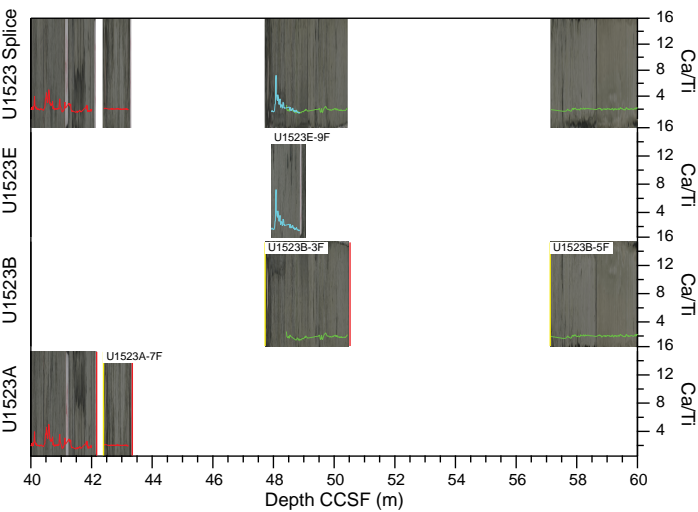 U1523 Splice
16
12
8
4
Ca/Ti
U1523E
U1523E-9F
16
12
8
4
Ca/Ti
U1523B
U1523B-3F
U1523B-5F
16
12
8
4
Ca/Ti
U1523A
U1523A-7F
16
12
8
4
Ca/Ti
40 42 44 46 48 50 52 54 56 58 60
Depth CCSF (m)